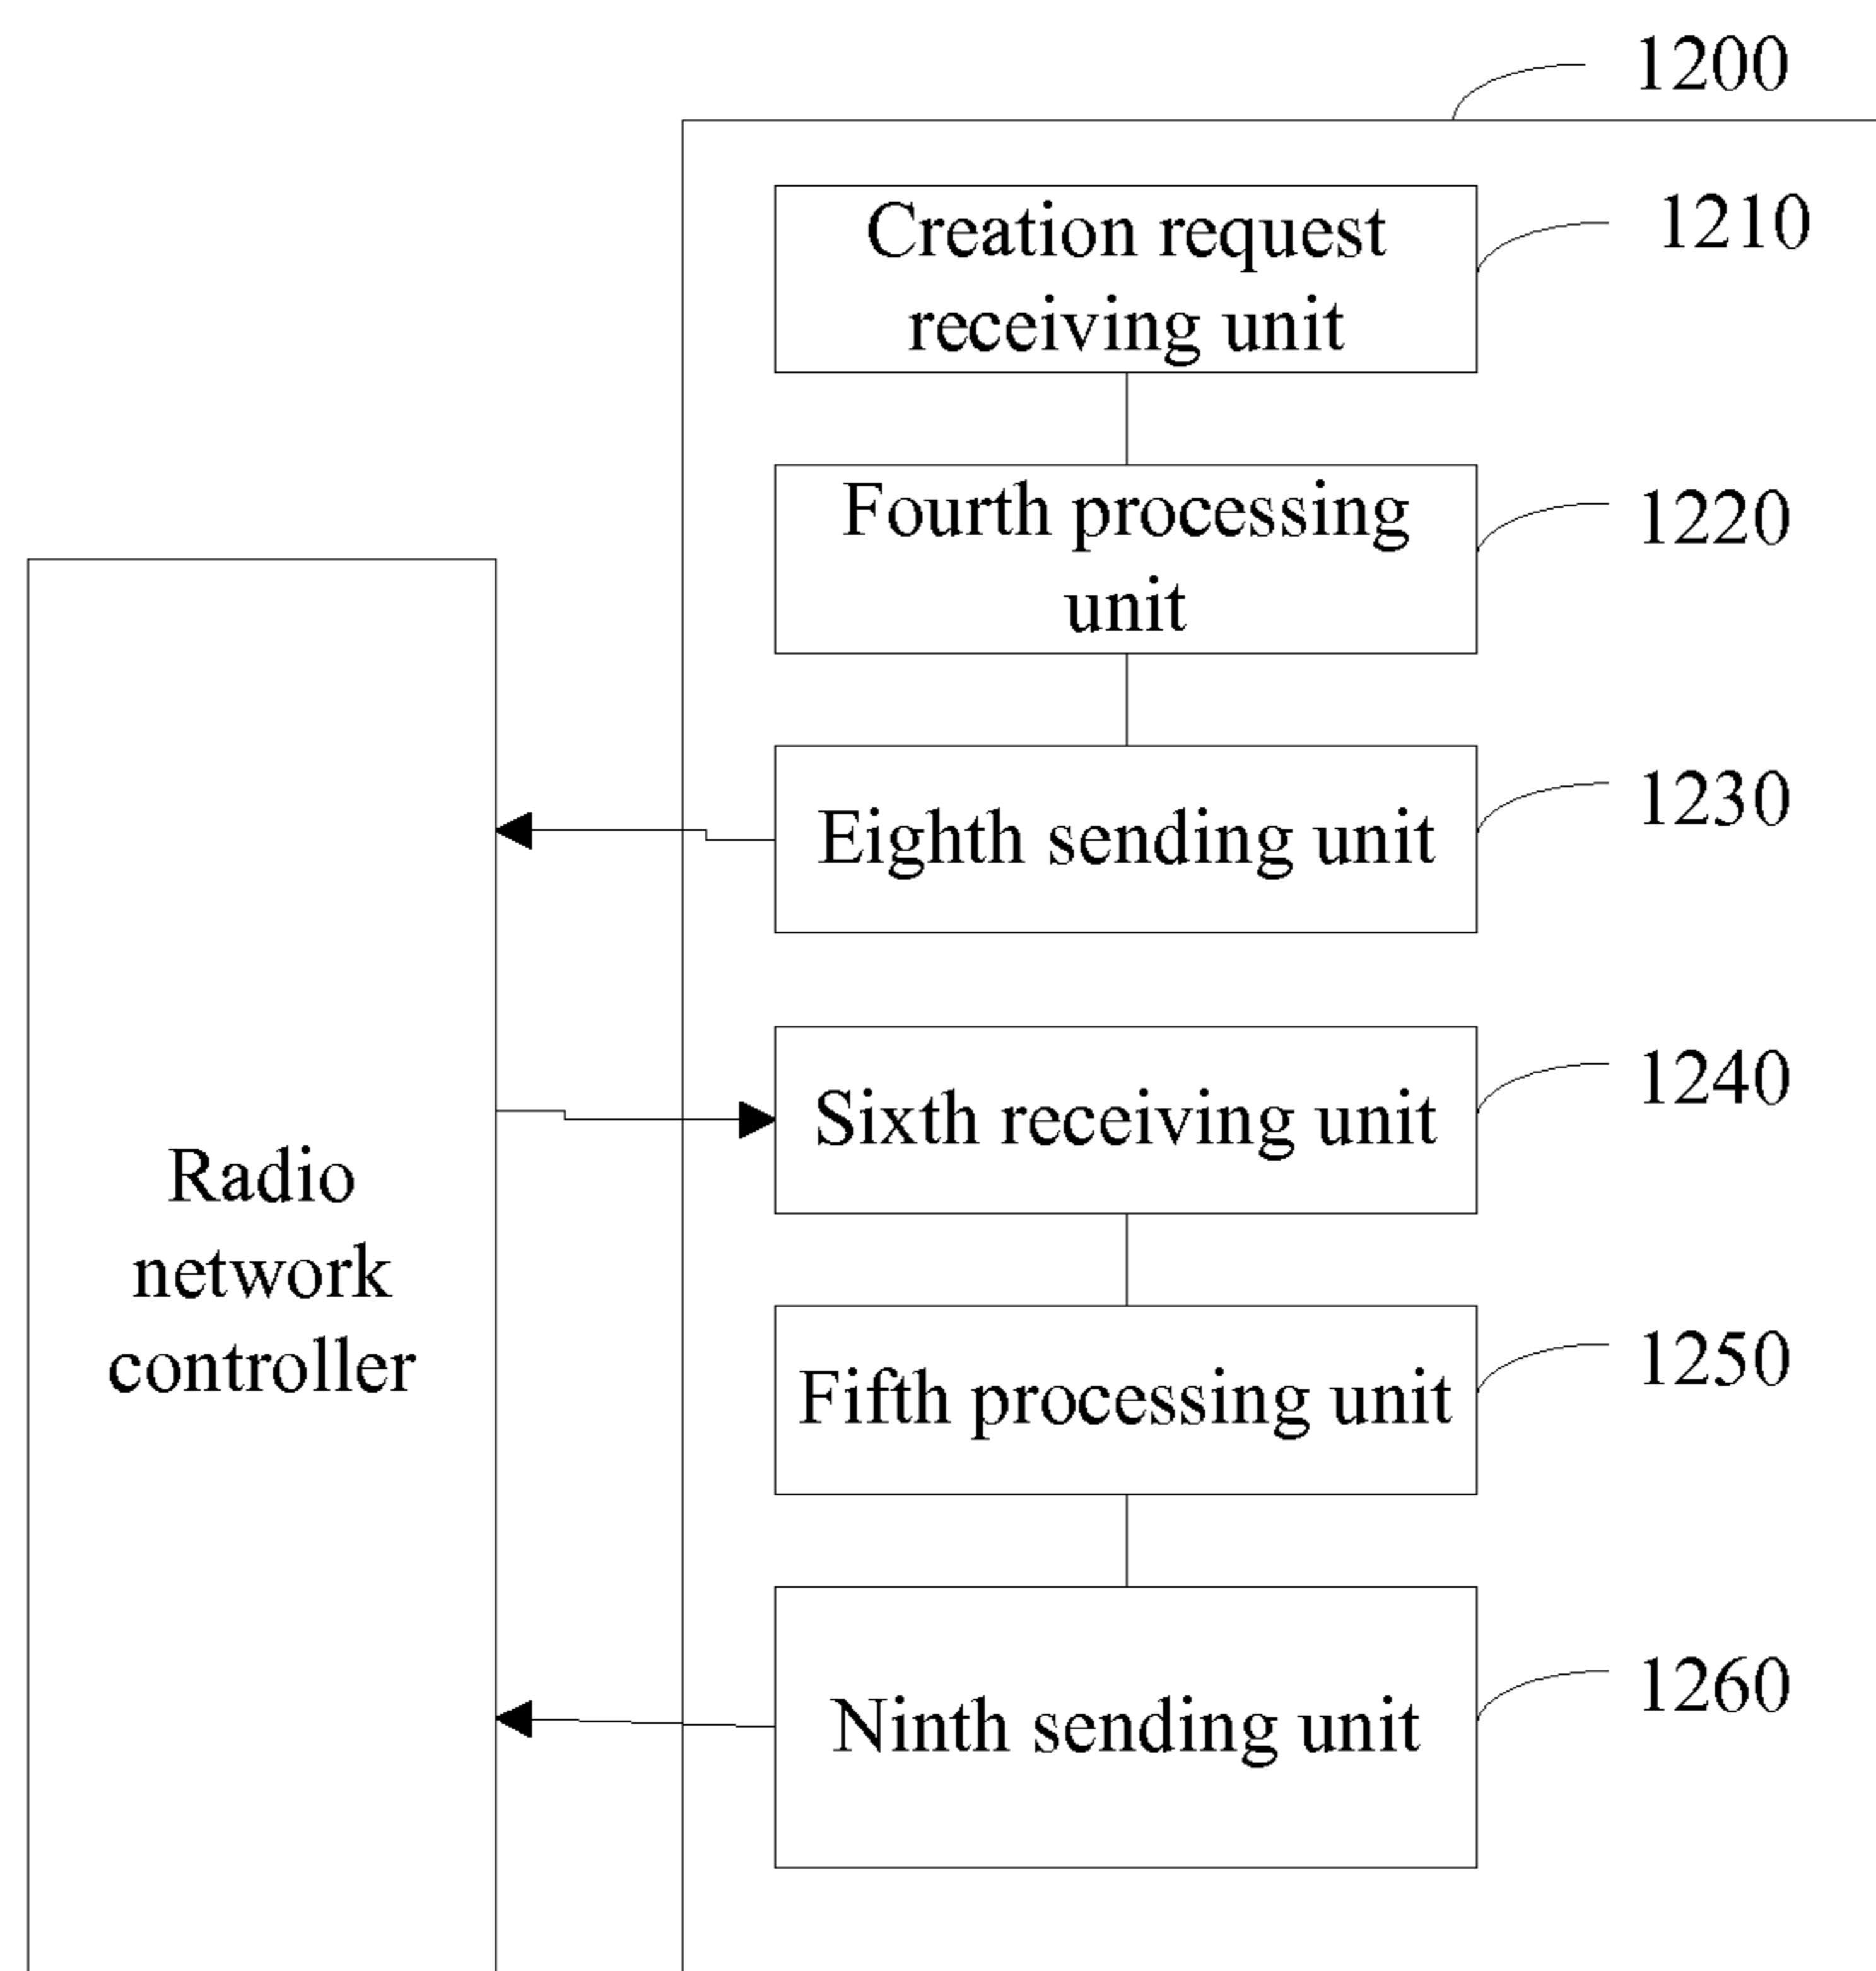 1200
Creation request
receiving unit
1210
Fourth processing
unit
1220
Eighth sending unit
1230
Sixth receiving unit
1240
Radio
network
controller
Fifth processing unit
1250
Ninth sending unit
1260